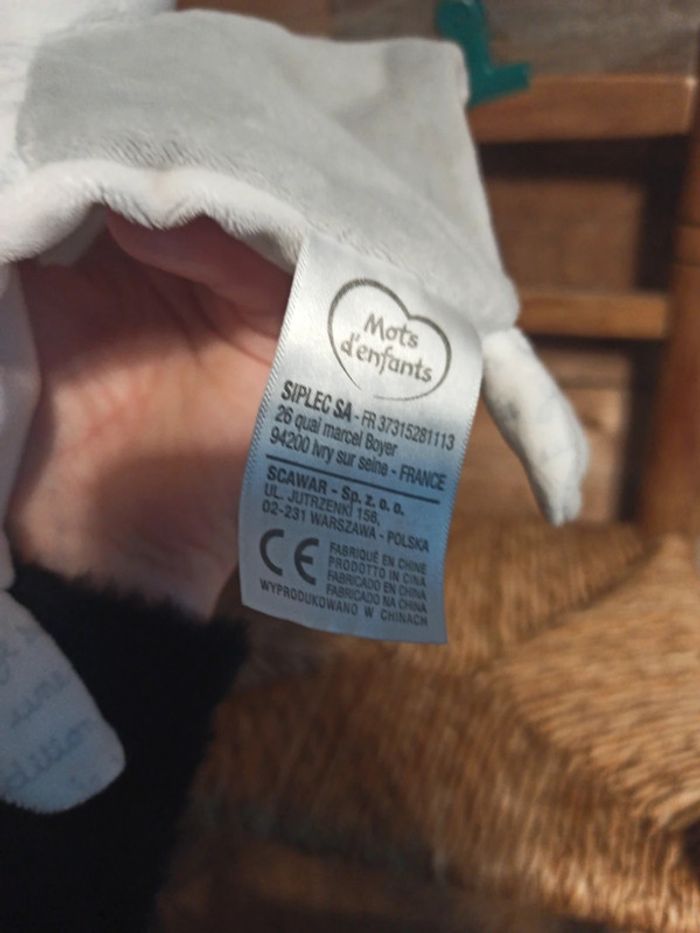 Mots
d'enfants
SIPLEC SA - FR 37315281113
26 quai marcel Boyer
94200 Ivry sur seine - FRANCE
SCAWAR - Sp. z. o. o.
UL. JUTRZENKI 156,
02-231 WARSZAWA - POLSKA
CE
FABRIQUÉ EN CHINE
PRODOTTO IN CINA
FABRICADO EN CHINA
FABRICADO NA CHINA
WYPRODUKOWANO W CHINACH